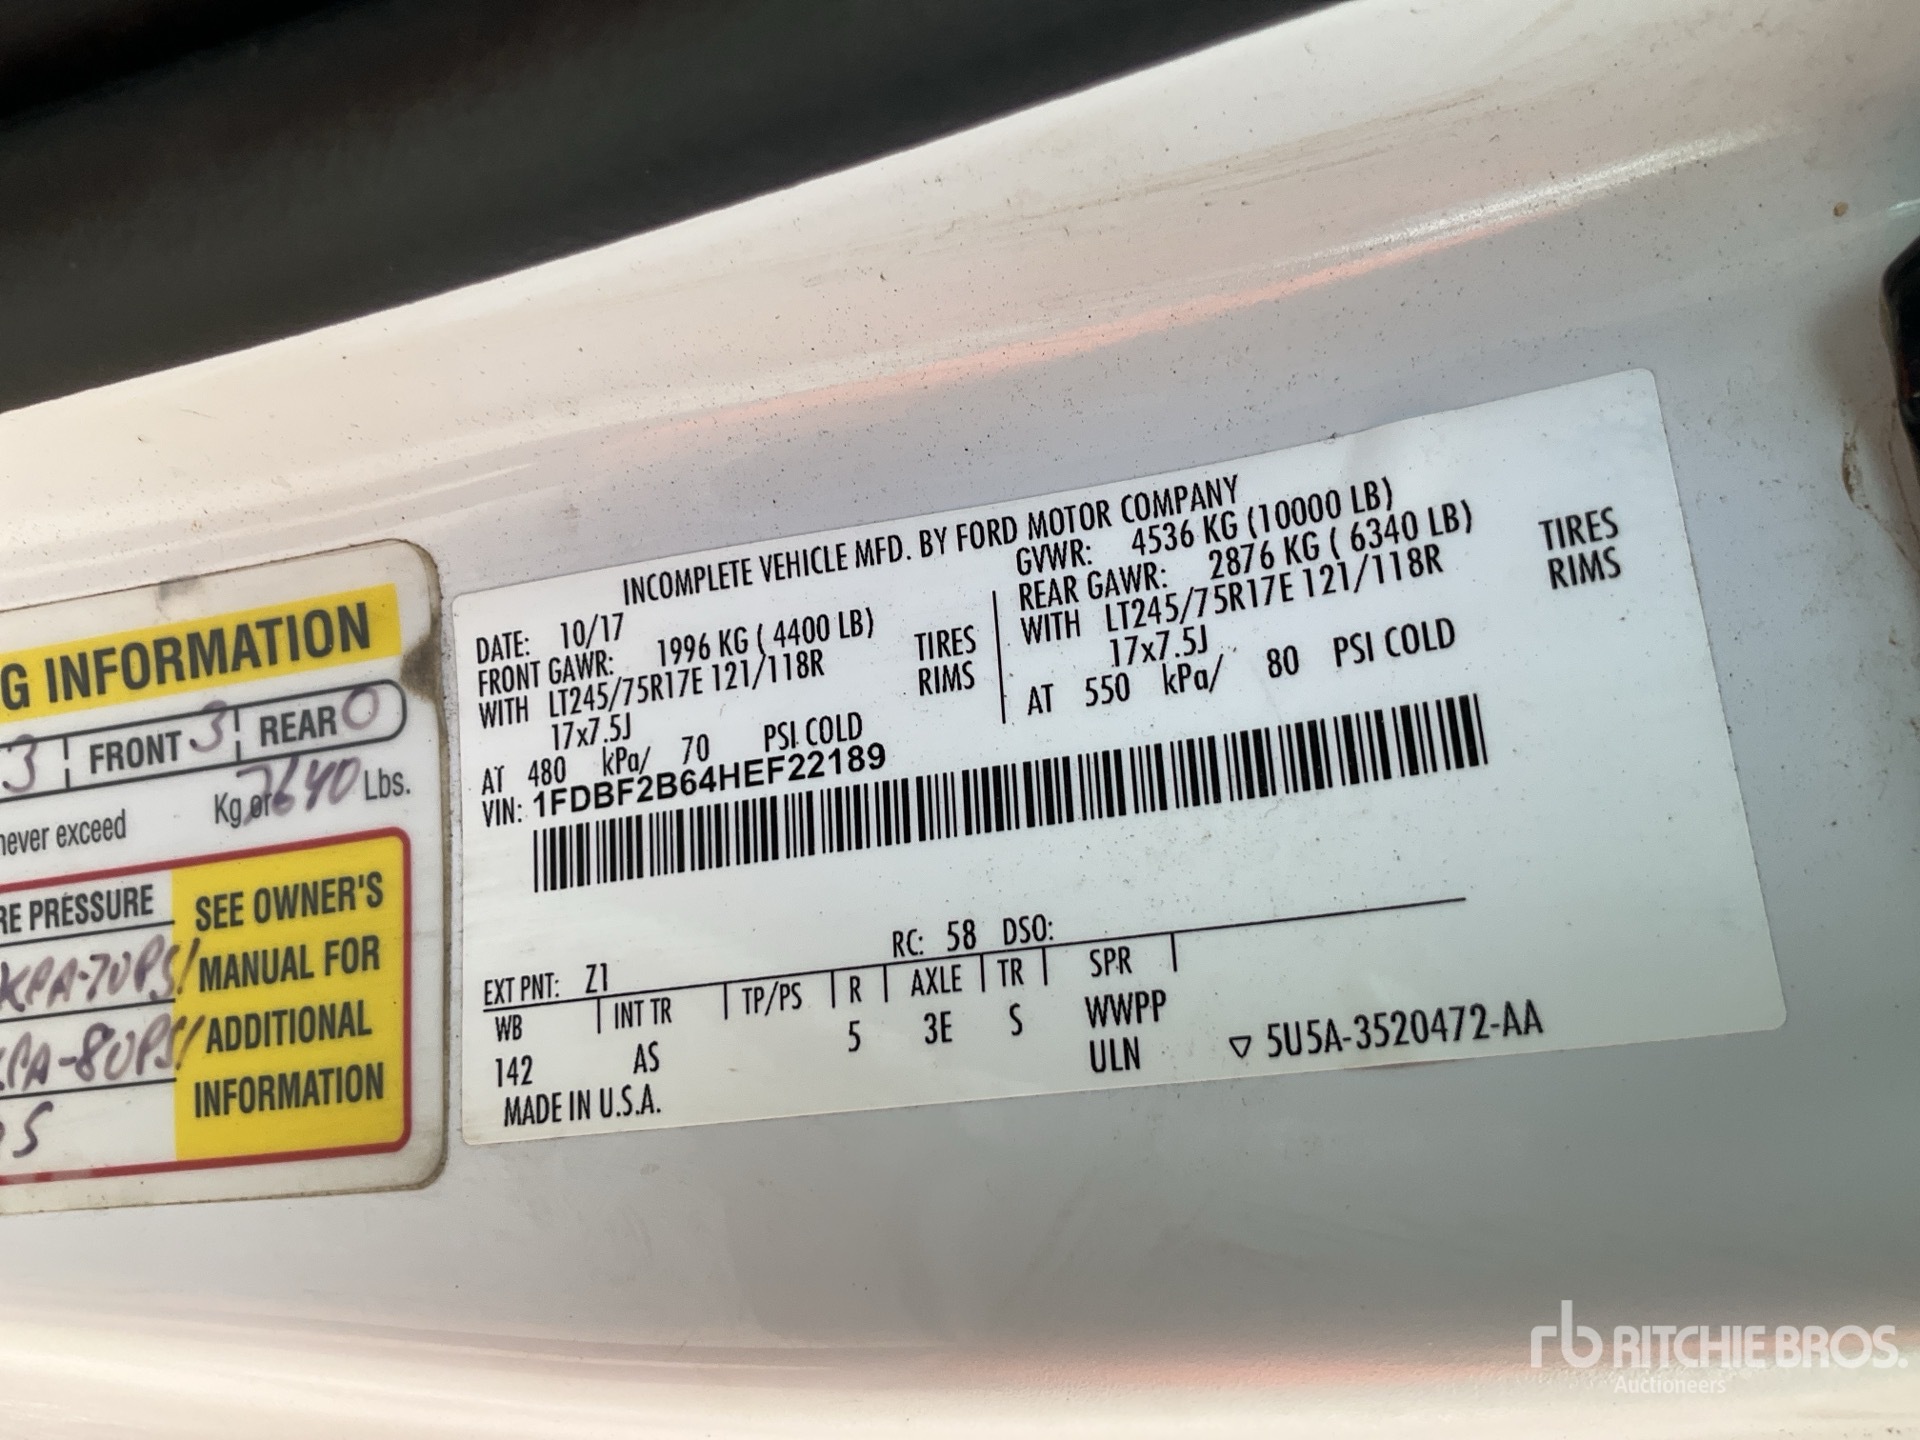 G INFORMATION
3 FRONT 3 REAR 0
never exceed Kg or 7640 Lbs.
RE PRESSURE
SEE OWNER'S
MANUAL FOR
ADDITIONAL
INFORMATION
KPA-70PSI
KPA-80PSI
S
INCOMPLETE VEHICLE MFD. BY FORD MOTOR COMPANY
DATE: 10/17 GVWR: 4536 KG (10000 LB)
FRONT GAWR: 1996 KG ( 4400 LB) REAR GAWR: 2876 KG ( 6340 LB)
WITH LT245/75R17E 121/118R TIRES WITH LT245/75R17E 121/118R TIRES
17x7.5J RIMS 17x7.5J RIMS
AT 480 kPa/ 70 PSI COLD AT 550 kPa/ 80 PSI COLD
VIN: 1FDBF2B64HEF22189
EXT PNT: Z1 RC: 58 DSO:
WB INT TR TP/PS R AXLE TR SPR
142 AS 5 3E S WWPP
ULN
MADE IN U.S.A. ▽ 5U5A-3520472-AA
rb RITCHIE BROS.
Auctioneers